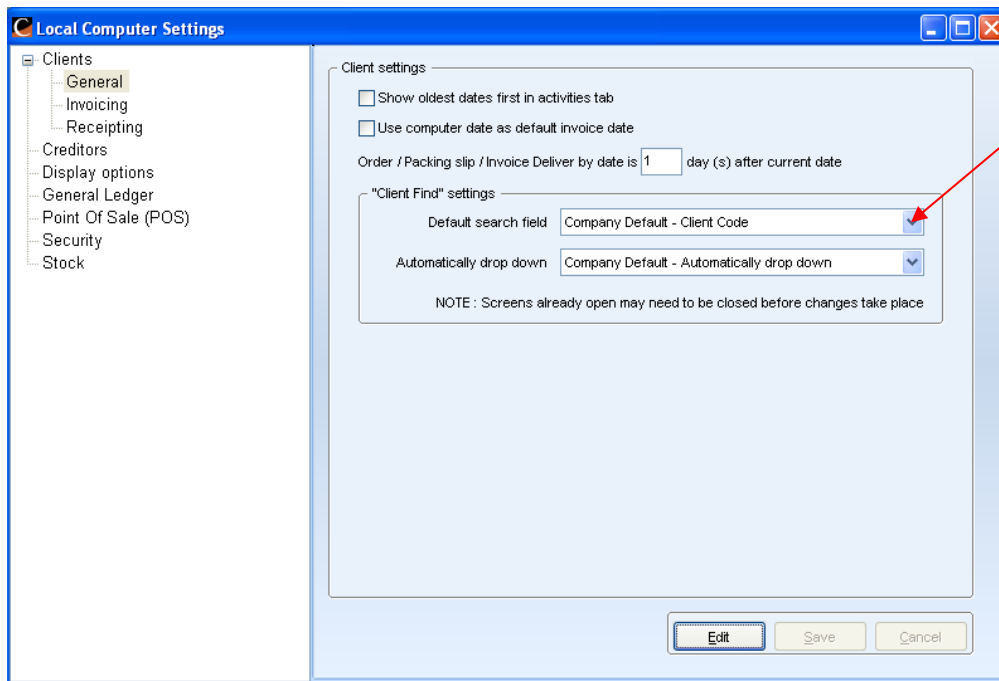 Local Computer Settings
Clients
General
Invoicing
Receipting
Creditors
Display options
General Ledger
Point Of Sale (POS)
Security
Stock
Client settings
Show oldest dates first in activities tab
Use computer date as default invoice date
Order / Packing slip / Invoice Deliver by date is 1 day (s) after current date
"Client Find" settings
Default search field Company Default - Client Code
Automatically drop down Company Default - Automatically drop down
NOTE : Screens already open may need to be closed before changes take place
Edit Save Cancel